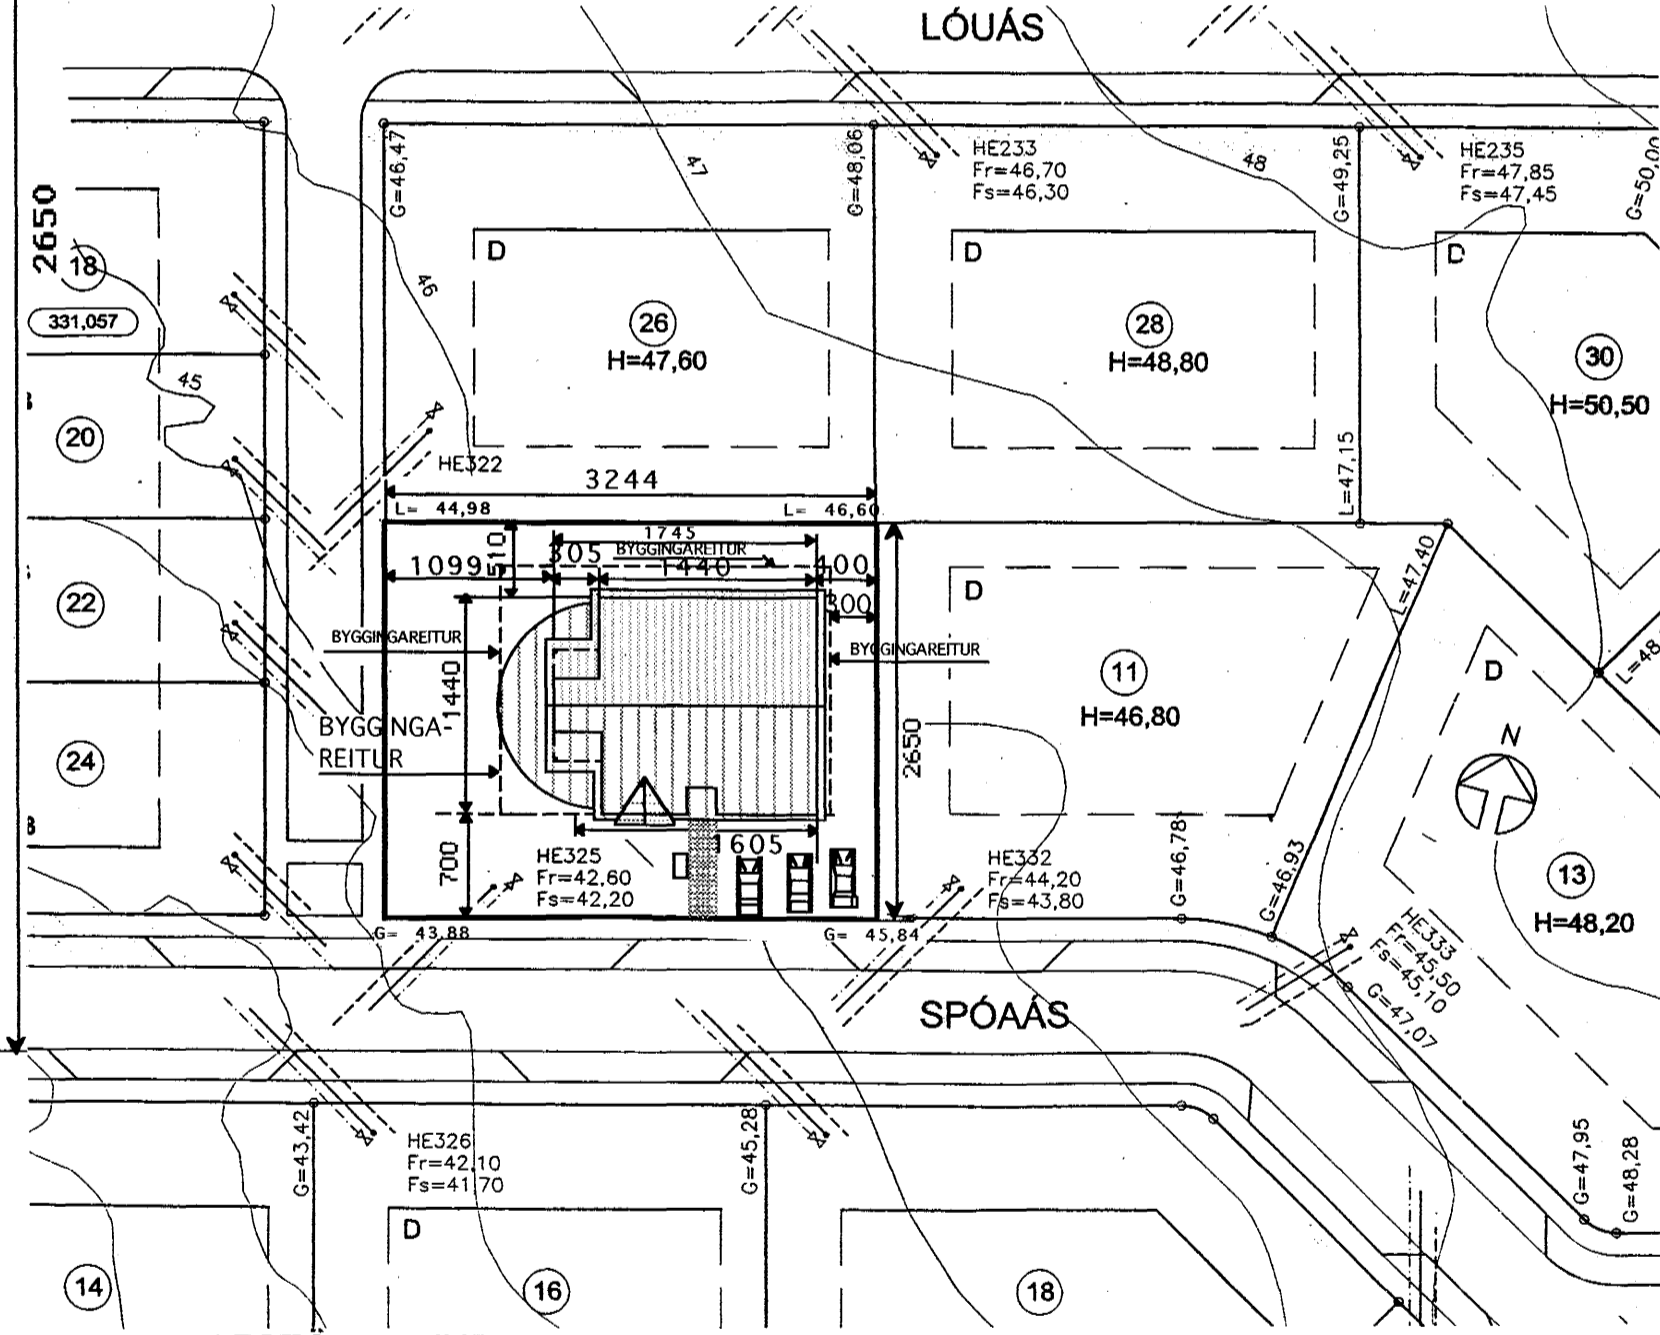 LÓUÁS
G=46,47
47
G=48,06
HE233
Fr=46,70
Fs=46,30
48
G=49,25
HE235
Fr=47,85
Fs=47,45
G=50,00
2650
18
331,057
46
D
26
H=47,60
D
28
H=48,80
D
30
H=50,50
45
20
HE322
3244
L= 44,98
L= 46,60
L=47,15
1745
BYGGINGAREITUR
510
305
1099
1440
400
300
22
BYGGINGAREITUR
BYGGINGAREITUR
D
11
H=46,80
L=47,40
L=48
D
1440
BYGGINGA-
REITUR
24
2650
N
700
1605
HE325
Fr=42,60
Fs=42,20
HE332
Fr=44,20
Fs=43,80
G=46,78
G=46,93
13
H=48,20
G= 43,88
G= 45,84
HE333
Fr=45,50
Fs=45,10
G=47,07
SPÓAÁS
G=43,42
HE326
Fr=42,10
Fs=41,70
G=45,28
G=47,95
G=48,28
D
14
16
18